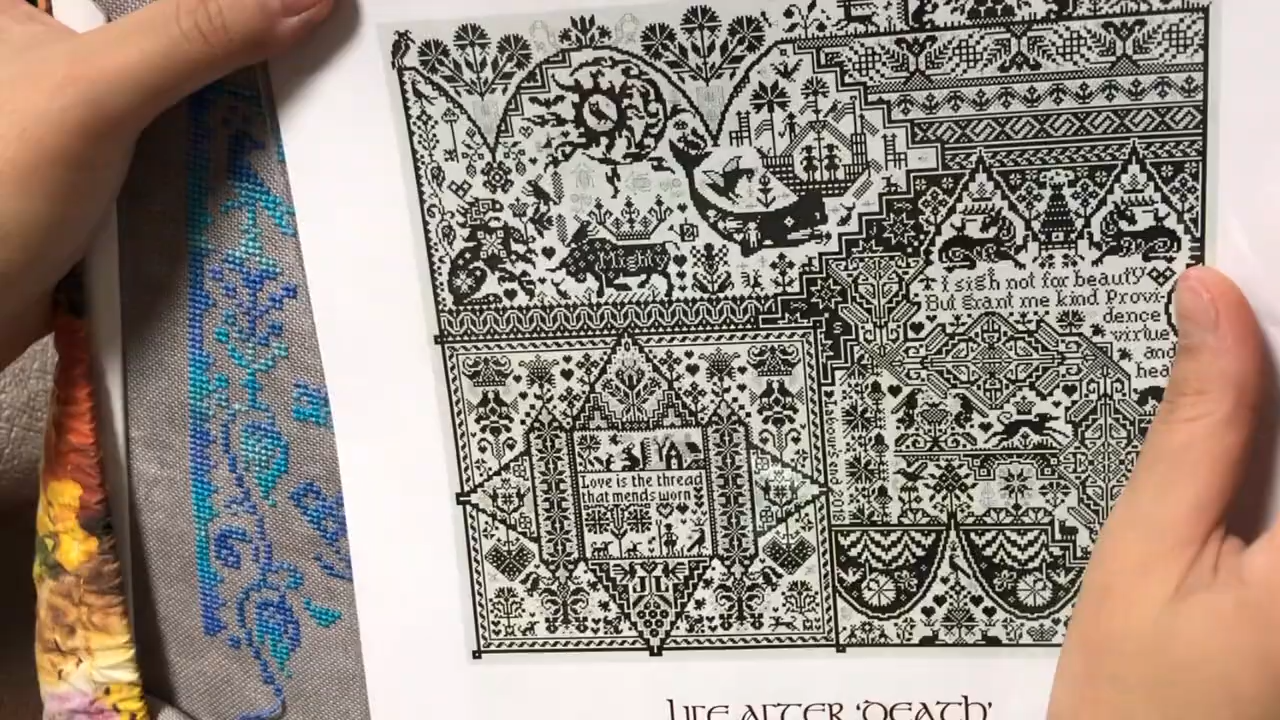 Mighty
I sigh not for beauty
But Grant me kind Provi-
dence
virtue
and
hea
Love is the thread
that mends worn
LIFE AFTER 'DEATH'